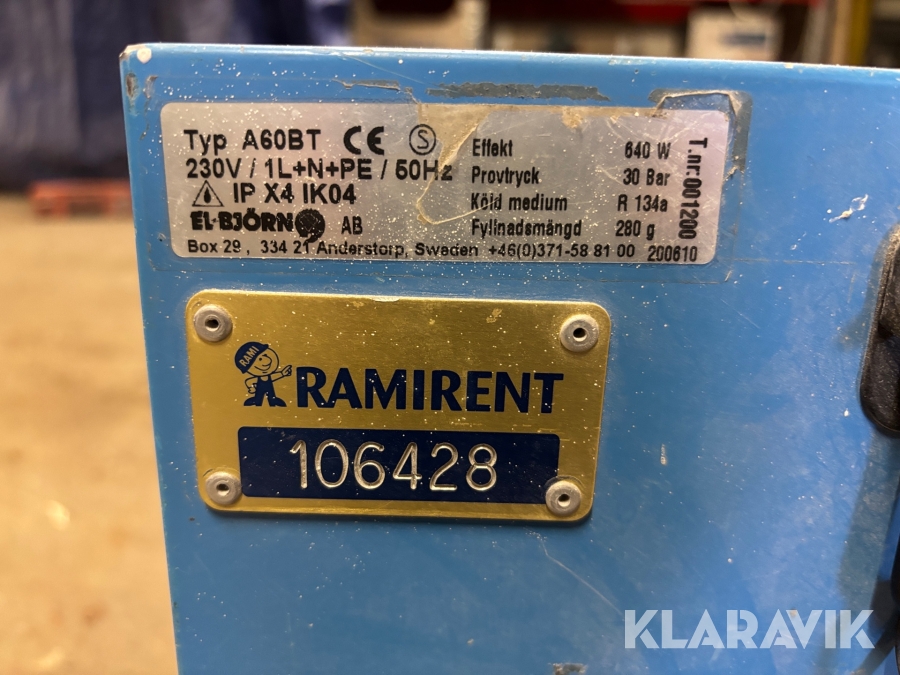 Typ A60BT CE S
230V / 1L+N+PE / 50Hz
IP X4 IK04
EL-BJÖRN AB
Effekt 640 W
Provtryck 30 Bar
Köld medium R 134a
Fyllnadsmängd 280 g
Box 29, 334 21 Anderstorp, Sweden +46(0)371-58 81 00 200610
T.nr.001200
RAMI
RAMIRENT
106428
KLARAVIK